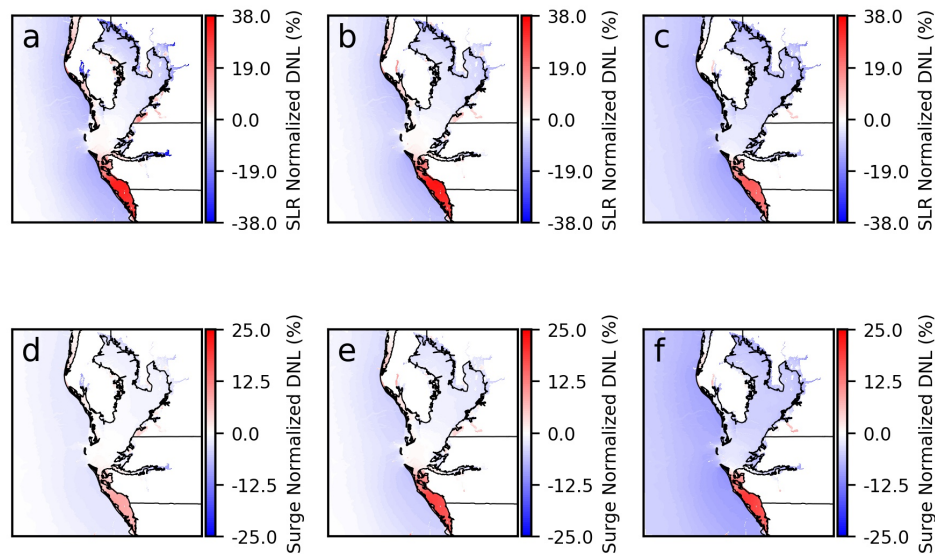 a
38.0
19.0
0.0
-19.0
-38.0
SLR Normalized DNL (%)
b
38.0
19.0
0.0
-19.0
-38.0
SLR Normalized DNL (%)
c
38.0
19.0
0.0
-19.0
-38.0
SLR Normalized DNL (%)
d
25.0
12.5
0.0
-12.5
-25.0
Surge Normalized DNL (%)
e
25.0
12.5
0.0
-12.5
-25.0
Surge Normalized DNL (%)
f
25.0
12.5
0.0
-12.5
-25.0
Surge Normalized DNL (%)